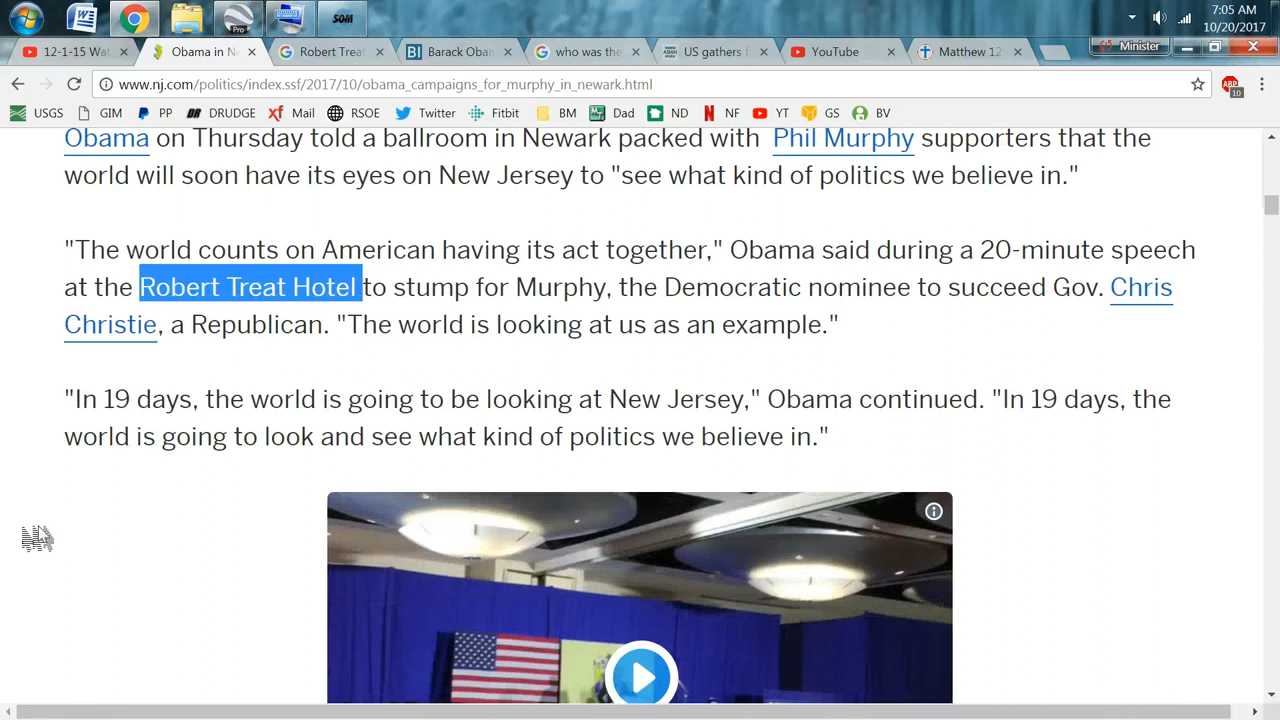 Pro
SOM
7:05 AM
10/20/2017
12-1-15 Wat
Obama in N
Robert Treat
BI
Barack Oba
who was the
US gathers f
YouTube
Matthew 12
Minister
www.nj.com/politics/index.ssf/2017/10/obama_campaigns_for_murphy_in_newark.html
ABP
10
USGS GIM PP DRUDGE xf Mail RSOE Twitter Fitbit BM Dad ND NF YT GS BV
Obama on Thursday told a ballroom in Newark packed with Phil Murphy supporters that the
world will soon have its eyes on New Jersey to "see what kind of politics we believe in."
"The world counts on American having its act together," Obama said during a 20-minute speech
at the Robert Treat Hotel to stump for Murphy, the Democratic nominee to succeed Gov. Chris
Christie, a Republican. "The world is looking at us as an example."
"In 19 days, the world is going to be looking at New Jersey," Obama continued. "In 19 days, the
world is going to look and see what kind of politics we believe in."